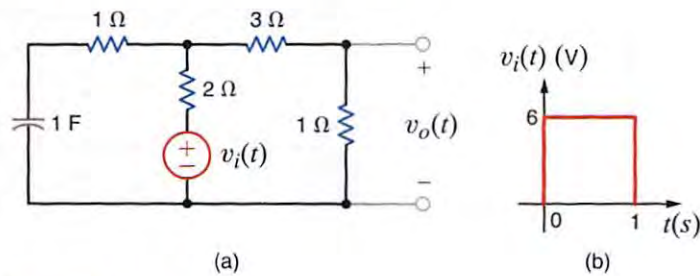 1 Ω 3 Ω
2 Ω
1 F
+
−
v_i(t)
1 Ω
+
v_o(t)
−
(a)
v_i(t) (V)
6
0 1 t(s)
(b)